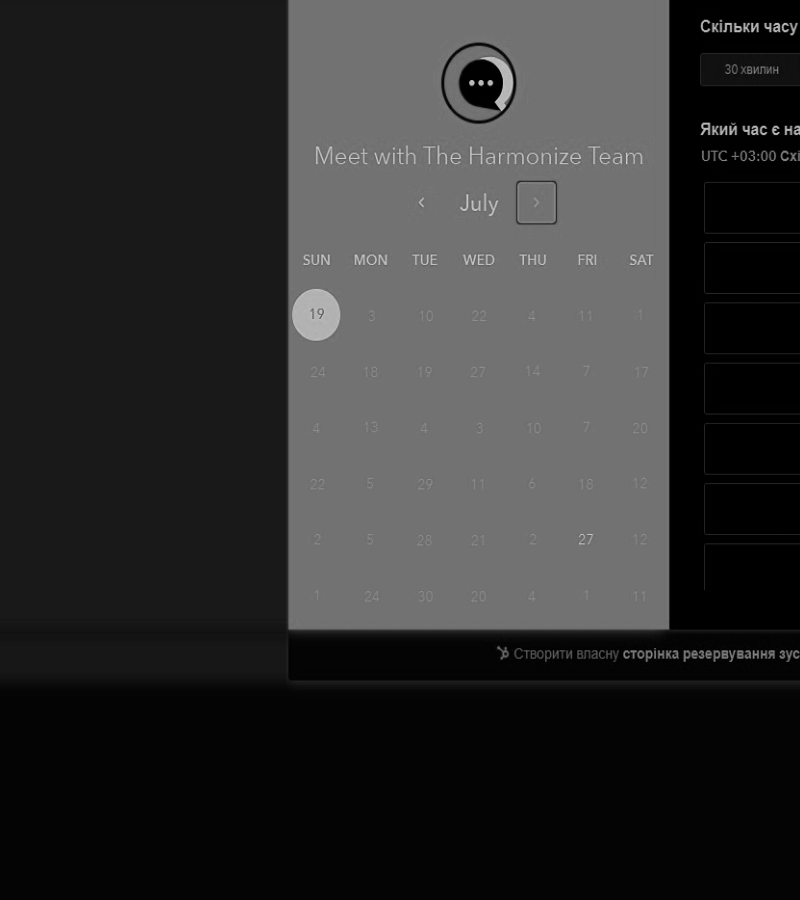 Meet with The Harmonize Team
July
SUN MON TUE WED THU FRI SAT
19 3 10 22 4 11 1
24 18 19 27 14 7 17
4 13 4 3 10 7 20
22 5 29 11 6 18 12
2 5 28 21 2 27 12
1 24 30 20 4 1 11
Скільки часу
30 хвилин
Який час є на
UTC +03:00 Схі
Створити власну сторінка резервування зус